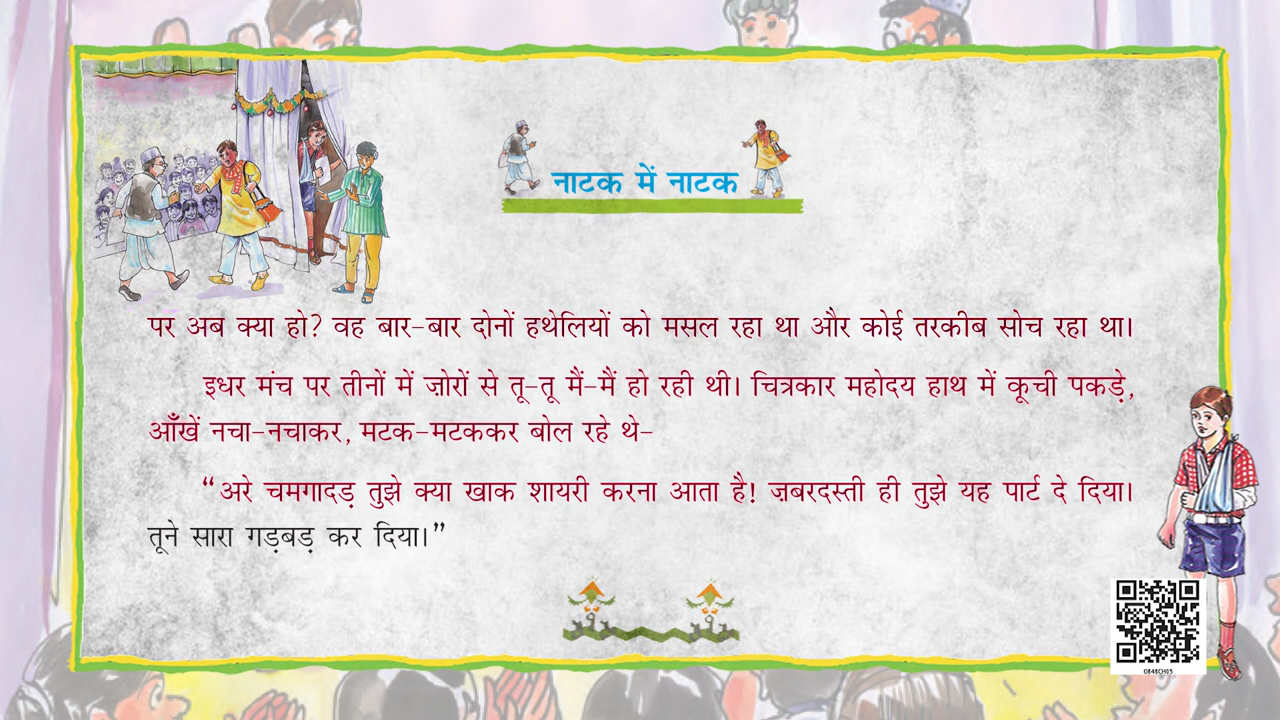 नाटक में नाटक
पर अब क्या हो? वह बार-बार दोनों हथेलियों को मसल रहा था और कोई तरकीब सोच रहा था।
इधर मंच पर तीनों में ज़ोरों से तू-तू मैं-मैं हो रही थी। चित्रकार महोदय हाथ में कूची पकड़े,
आँखें नचा-नचाकर, मटक-मटककर बोल रहे थे-
“अरे चमगादड़ तुझे क्या खाक शायरी करना आता है! ज़बरदस्ती ही तुझे यह पार्ट दे दिया।
तूने सारा गड़बड़ कर दिया।”
0848CH05